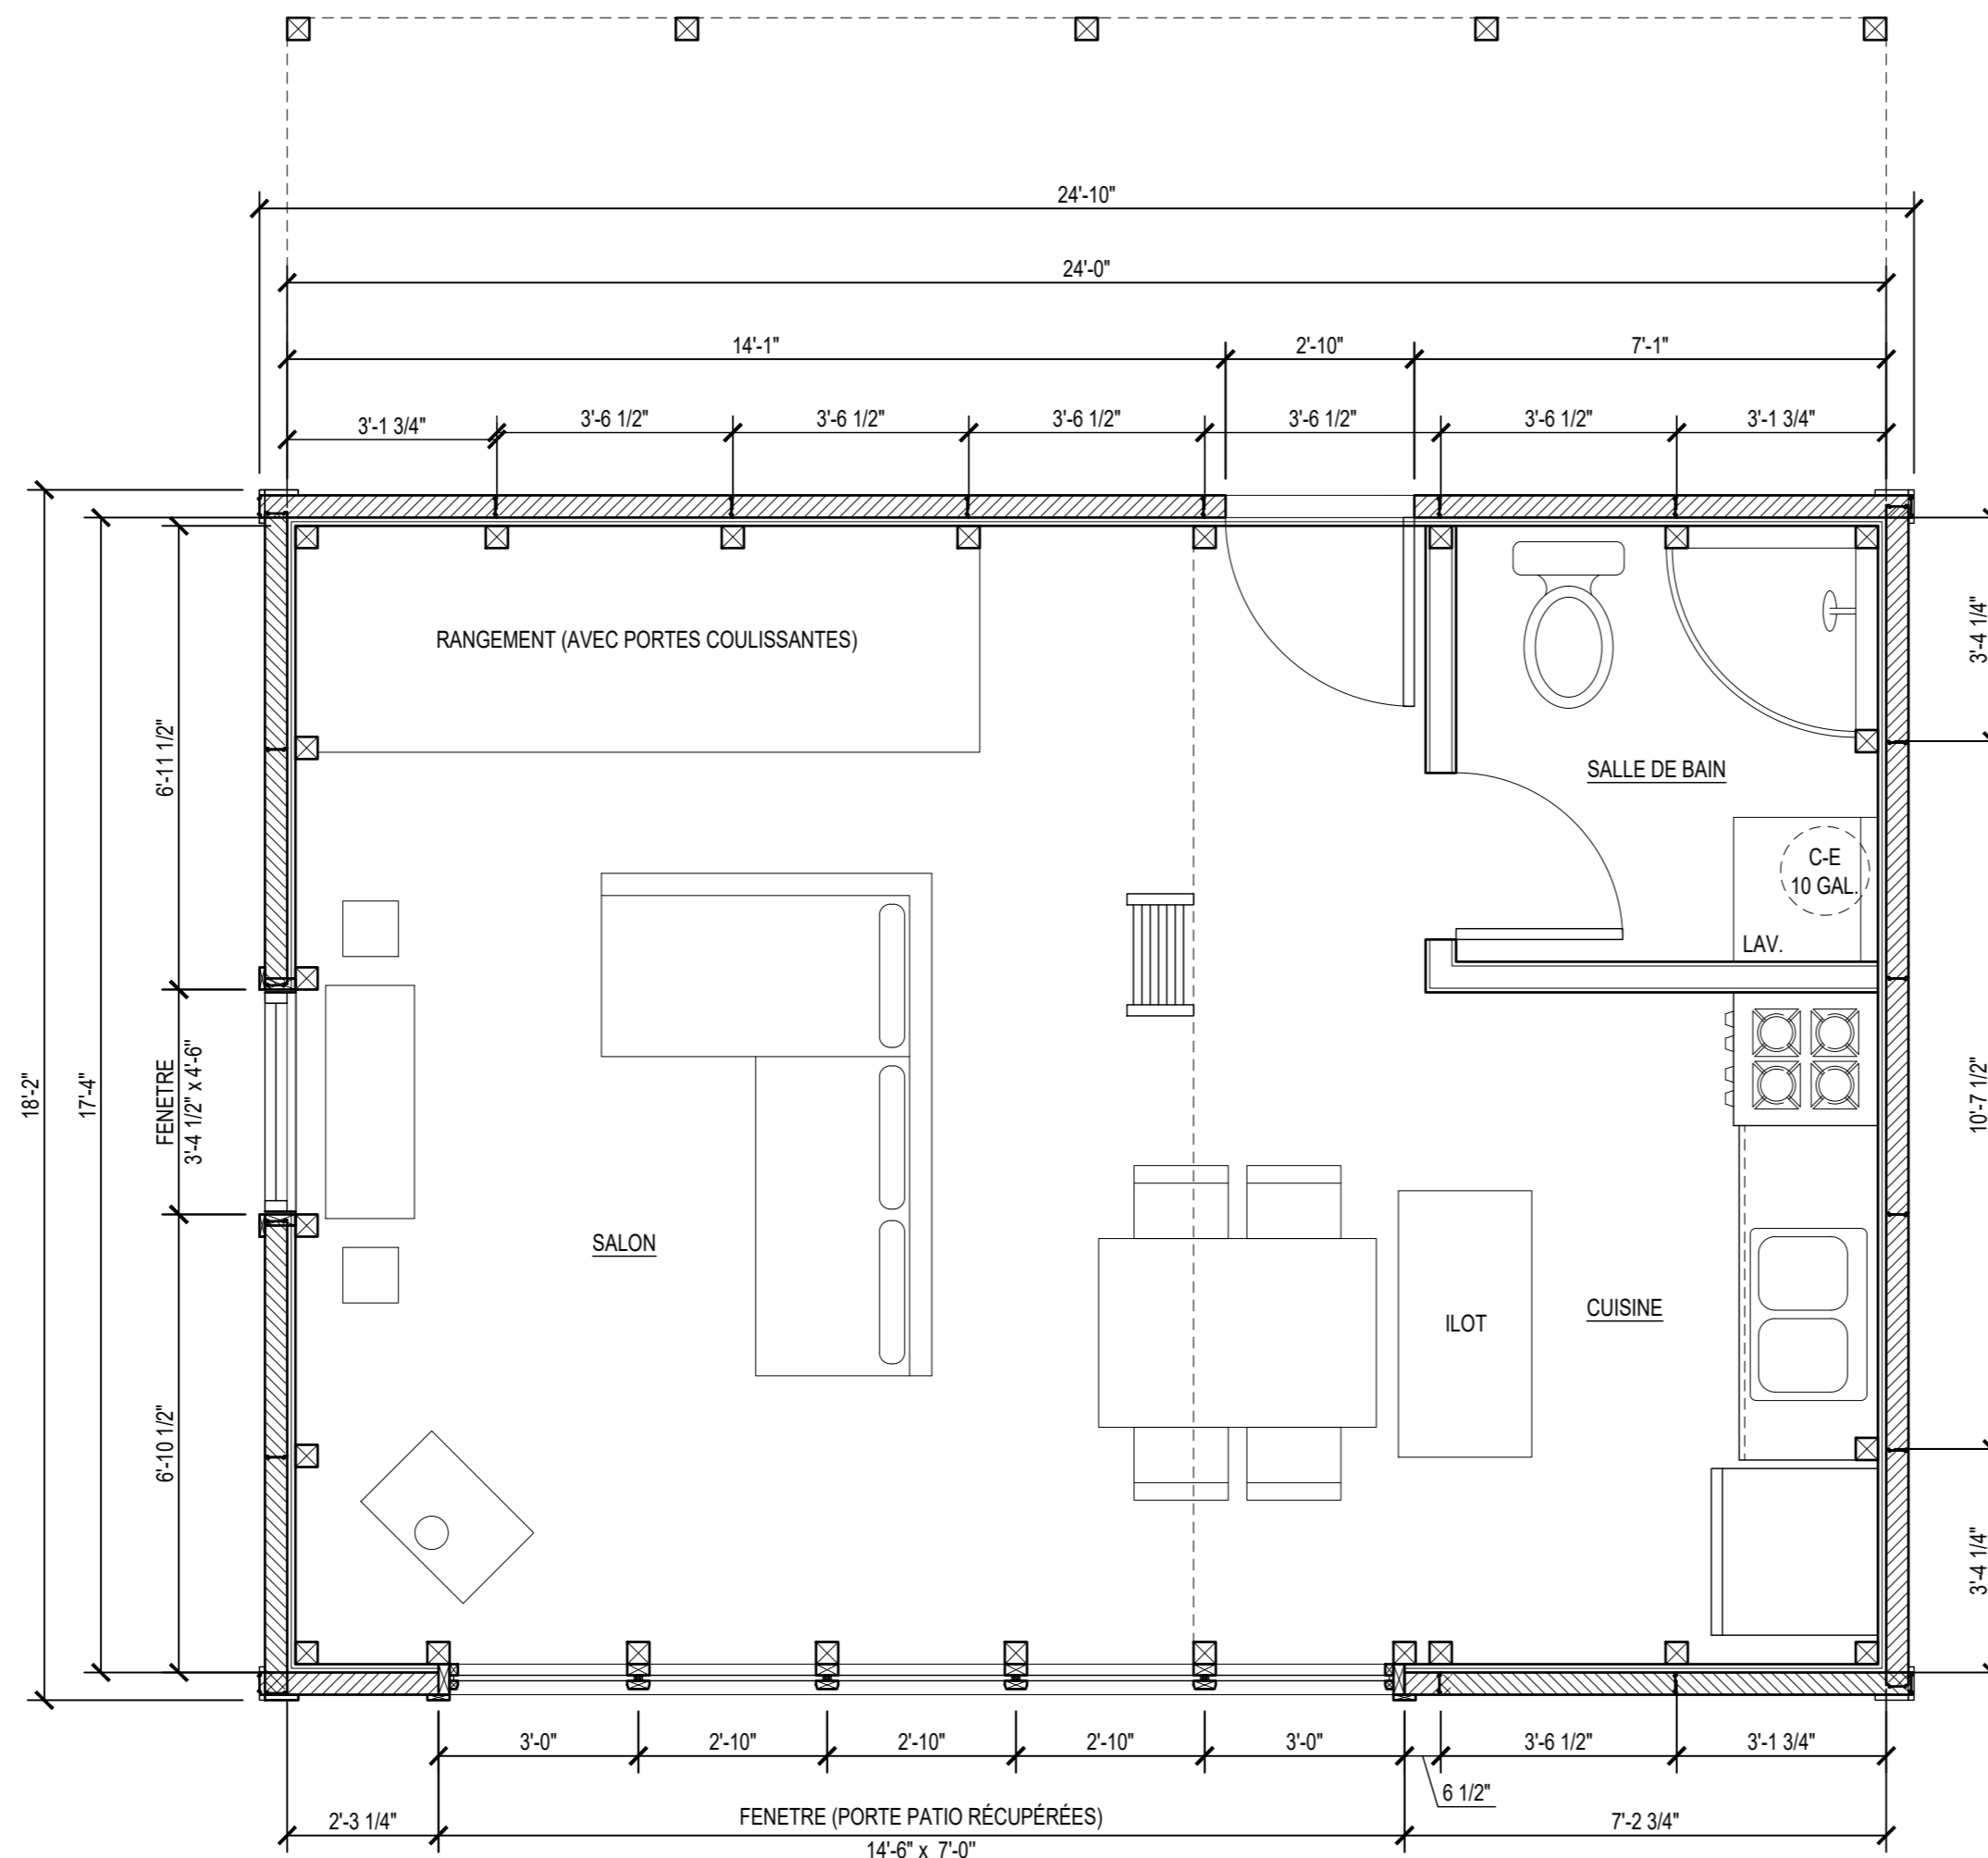 24'-10"
24'-0"
14'-1" 2'-10" 7'-1"
3'-1 3/4" 3'-6 1/2" 3'-6 1/2" 3'-6 1/2" 3'-6 1/2" 3'-6 1/2" 3'-1 3/4"
18'-2"
17'-4"
6'-11 1/2"
FENETRE
3'-4 1/2" x 4'-6"
6'-10 1/2"
RANGEMENT (AVEC PORTES COULISSANTES)
SALLE DE BAIN
C-E
10 GAL.
LAV.
SALON
CUISINE
ILOT
3'-4 1/4"
10'-7 1/2"
3'-4 1/4"
3'-0" 2'-10" 2'-10" 2'-10" 3'-0" 3'-6 1/2" 3'-1 3/4"
6 1/2"
2'-3 1/4" FENETRE (PORTE PATIO RÉCUPÉRÉES) 7'-2 3/4"
14'-6" x 7'-0"